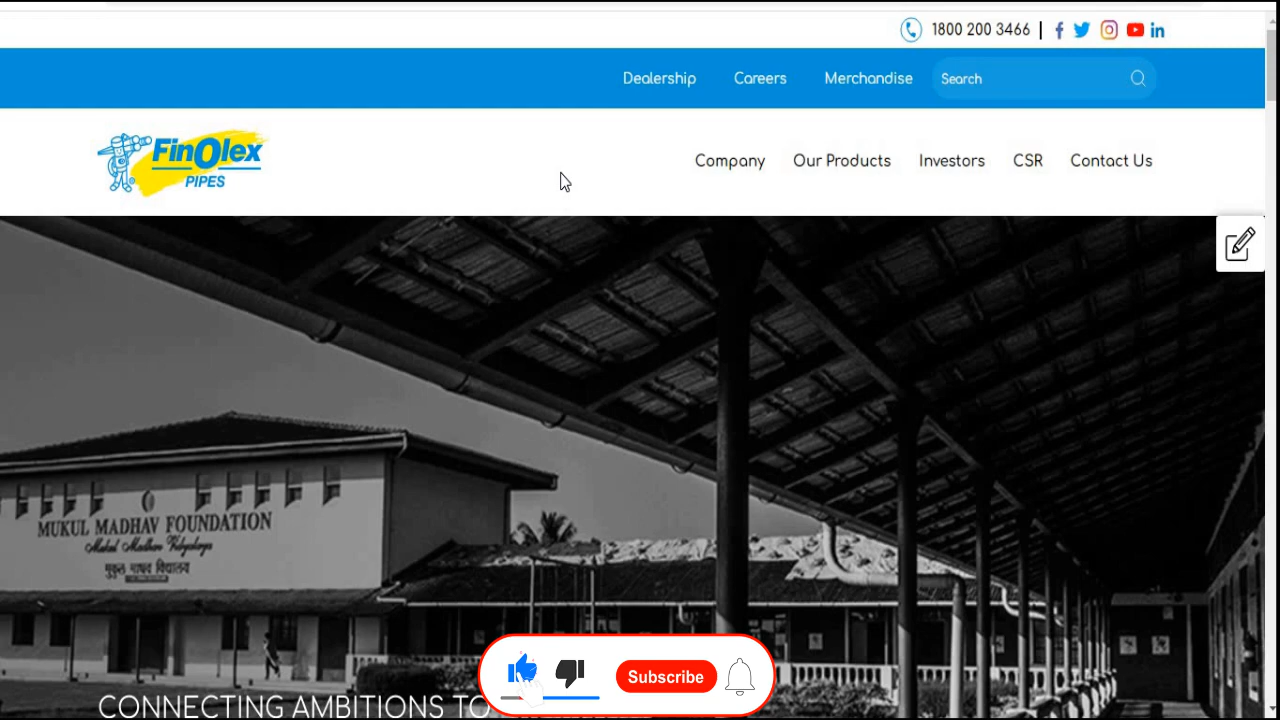 1800 200 3466
Dealership Careers Merchandise Search
FinOlex
PIPES
Company Our Products Investors CSR Contact Us
MUKUL MADHAV FOUNDATION
Mukul Madhav Vidyalaya
मुकुल माधव विद्यालय
CONNECTING AMBITIONS TO
Subscribe